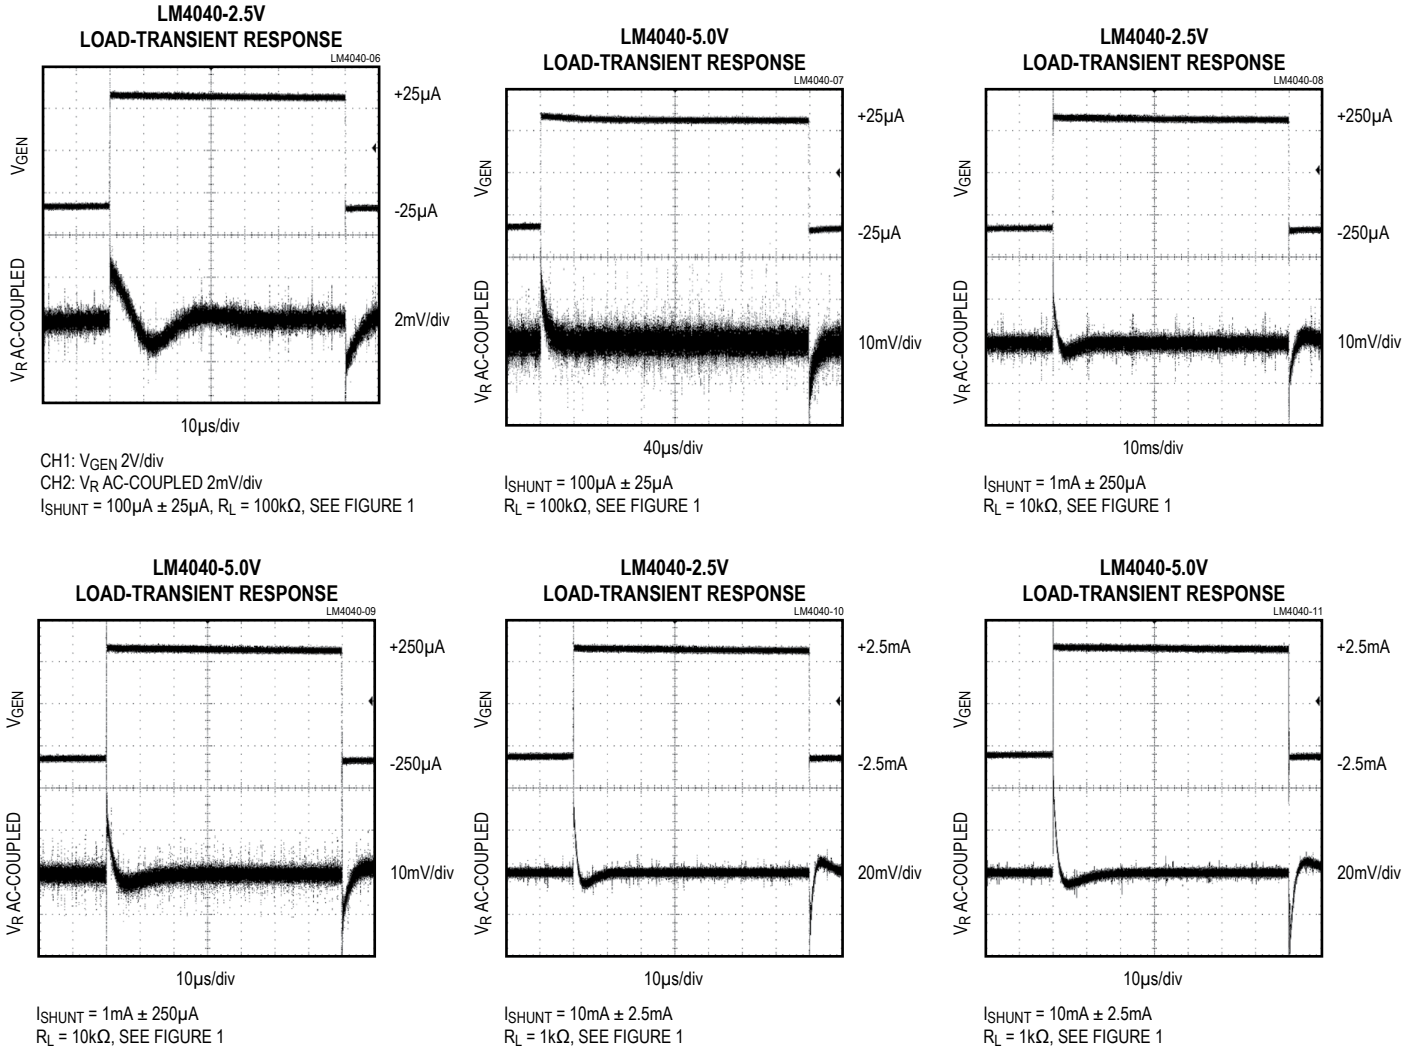 LM4040-2.5V
LOAD-TRANSIENT RESPONSE
LM4040-06
+25µA
VGEN
-25µA
VR AC-COUPLED
2mV/div
10µs/div
CH1: VGEN 2V/div
CH2: VR AC-COUPLED 2mV/div
ISHUNT = 100µA ± 25µA, RL = 100kΩ, SEE FIGURE 1
LM4040-5.0V
LOAD-TRANSIENT RESPONSE
LM4040-07
+25µA
VGEN
-25µA
VR AC-COUPLED
10mV/div
40µs/div
ISHUNT = 100µA ± 25µA
RL = 100kΩ, SEE FIGURE 1
LM4040-2.5V
LOAD-TRANSIENT RESPONSE
LM4040-08
+250µA
VGEN
-250µA
VR AC-COUPLED
10mV/div
10ms/div
ISHUNT = 1mA ± 250µA
RL = 10kΩ, SEE FIGURE 1
LM4040-5.0V
LOAD-TRANSIENT RESPONSE
LM4040-09
+250µA
VGEN
-250µA
VR AC-COUPLED
10mV/div
10µs/div
ISHUNT = 1mA ± 250µA
RL = 10kΩ, SEE FIGURE 1
LM4040-2.5V
LOAD-TRANSIENT RESPONSE
LM4040-10
+2.5mA
VGEN
-2.5mA
VR AC-COUPLED
20mV/div
10µs/div
ISHUNT = 10mA ± 2.5mA
RL = 1kΩ, SEE FIGURE 1
LM4040-5.0V
LOAD-TRANSIENT RESPONSE
LM4040-11
+2.5mA
VGEN
-2.5mA
VR AC-COUPLED
20mV/div
10µs/div
ISHUNT = 10mA ± 2.5mA
RL = 1kΩ, SEE FIGURE 1